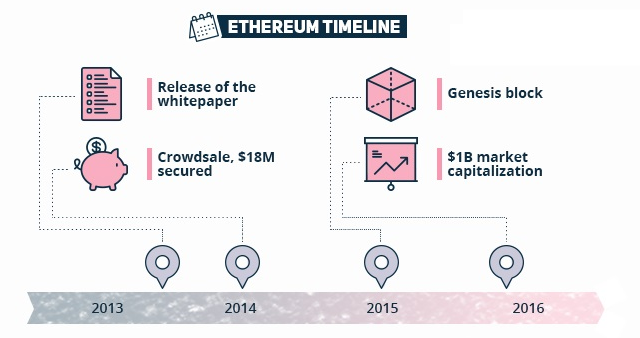 ETHEREUM TIMELINE
Release of the
whitepaper
Genesis block
Crowdsale, $18M
secured
$1B market
capitalization
2013
2014
2015
2016